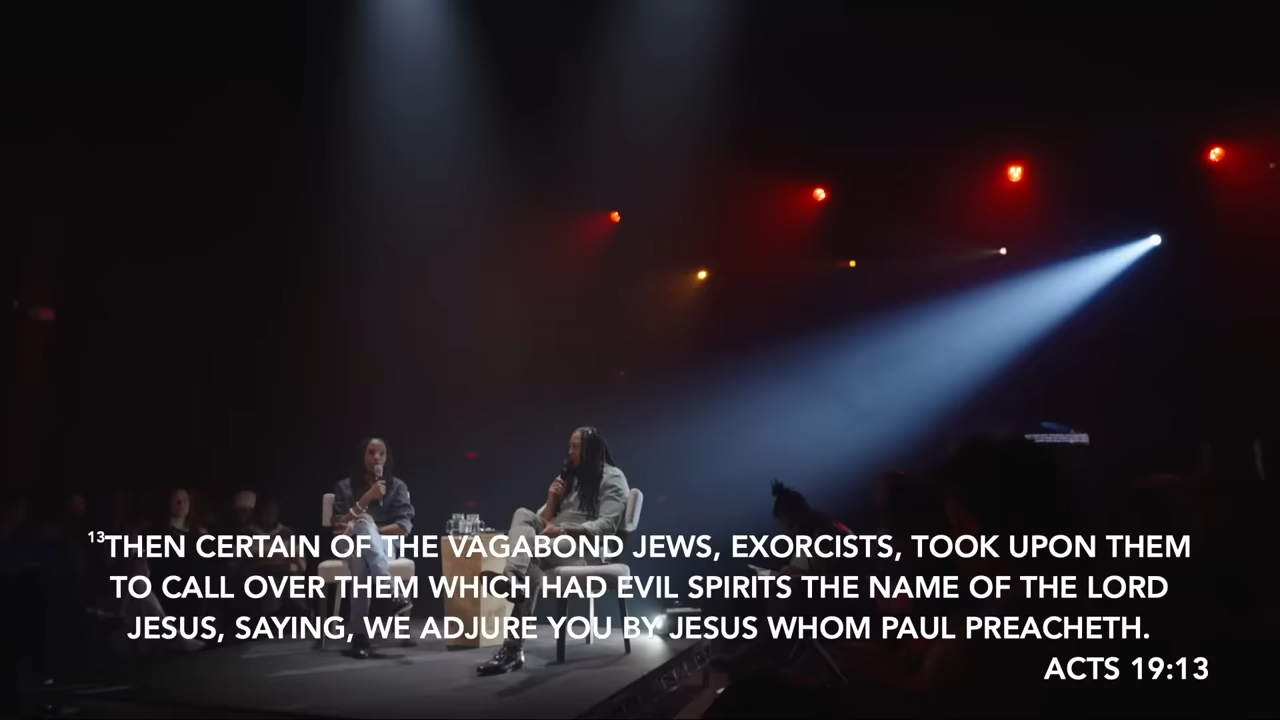 13THEN CERTAIN OF THE VAGABOND JEWS, EXORCISTS, TOOK UPON THEM
TO CALL OVER THEM WHICH HAD EVIL SPIRITS THE NAME OF THE LORD
JESUS, SAYING, WE ADJURE YOU BY JESUS WHOM PAUL PREACHETH.
ACTS 19:13